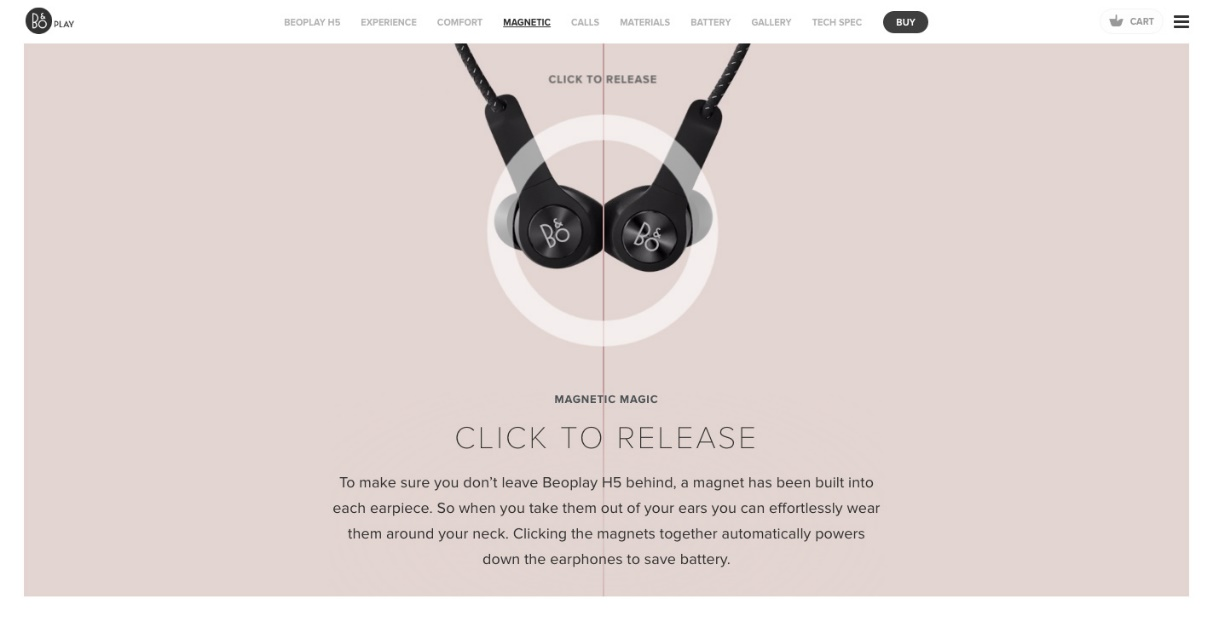 B&O PLAY
BEOPLAY H5 EXPERIENCE COMFORT MAGNETIC CALLS MATERIALS BATTERY GALLERY TECH SPEC BUY CART
CLICK TO RELEASE
B&O B&O
MAGNETIC MAGIC
CLICK TO RELEASE
To make sure you don’t leave Beoplay H5 behind, a magnet has been built into
each earpiece. So when you take them out of your ears you can effortlessly wear
them around your neck. Clicking the magnets together automatically powers
down the earphones to save battery.